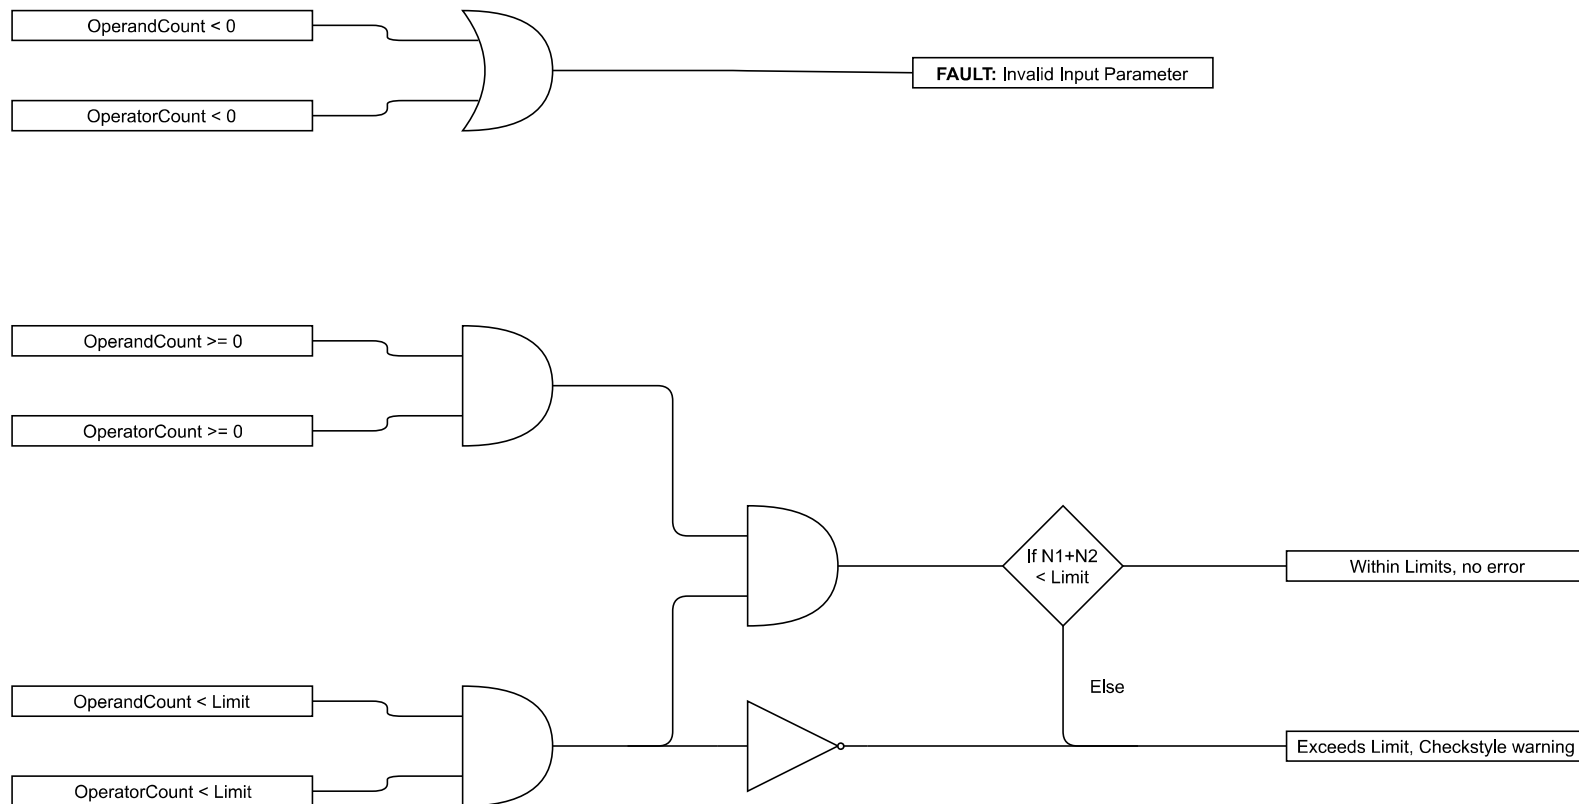 OperandCount < 0
OperatorCount < 0
FAULT: Invalid Input Parameter
OperandCount >= 0
OperatorCount >= 0
If N1+N2
< Limit
Within Limits, no error
Else
OperandCount < Limit
OperatorCount < Limit
Exceeds Limit, Checkstyle warning